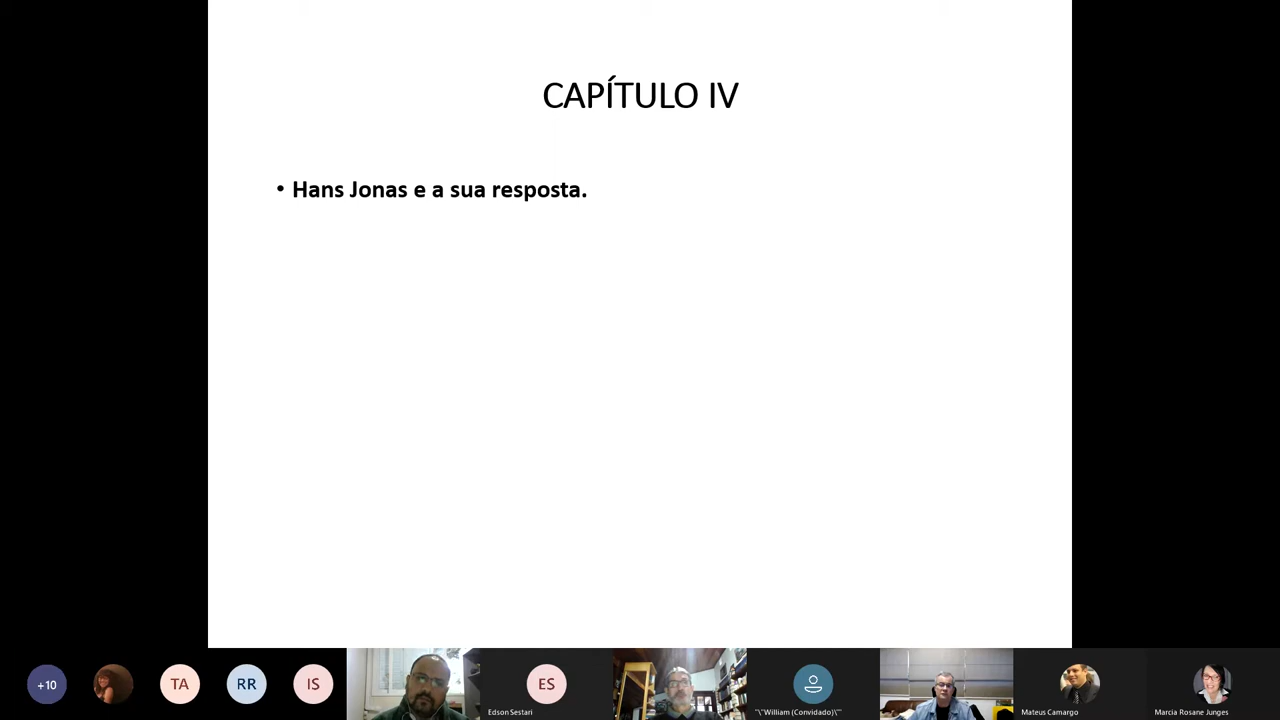 CAPÍTULO IV
• Hans Jonas e a sua resposta.
+10
TA
RR
IS
ES
Edson Sestari
"\"William (Convidado)\""
Mateus Camargo
Marcia Rosane Junges